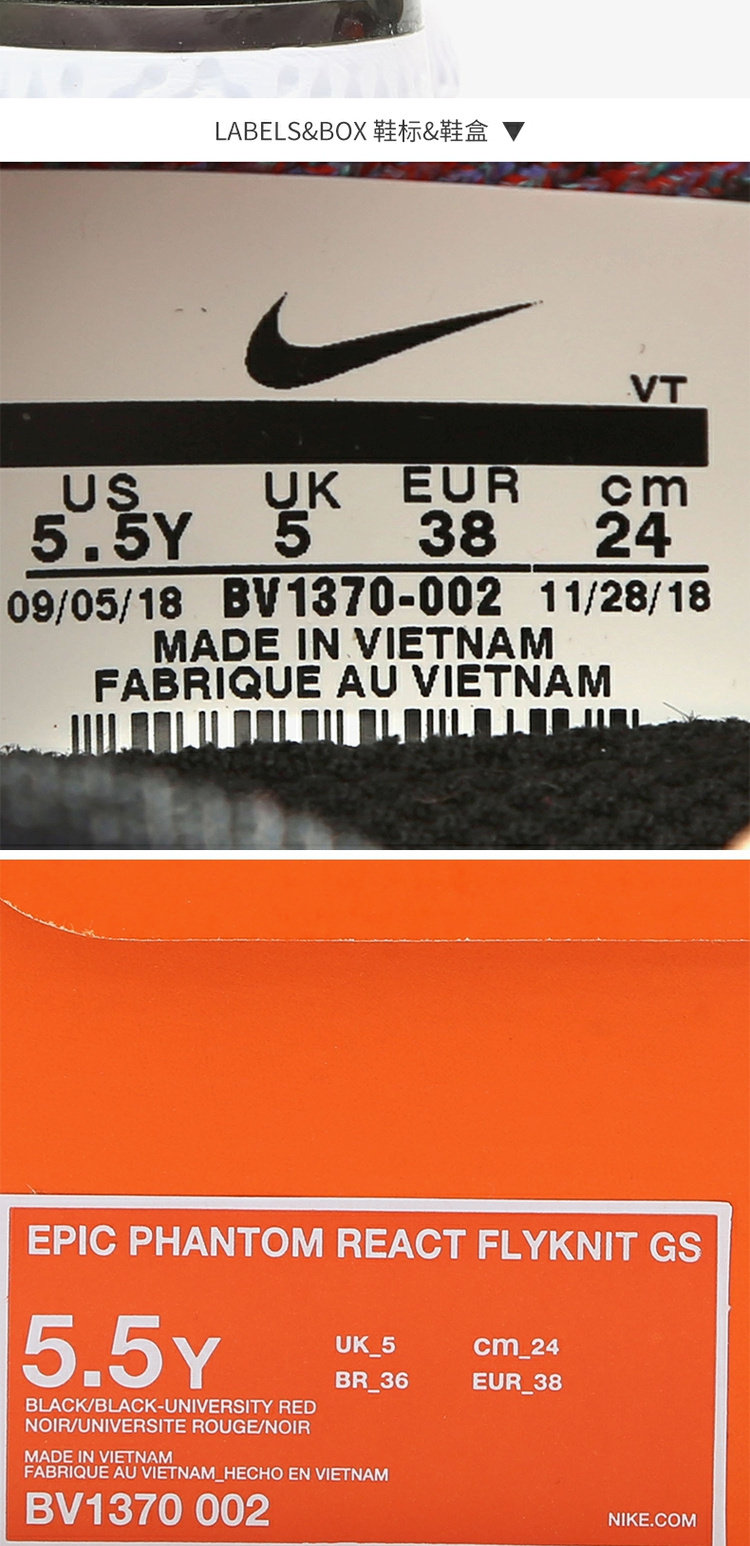 LABELS&BOX 鞋标&鞋盒 ▼
VT
US UK EUR cm
5.5Y 5 38 24
09/05/18 BV1370-002 11/28/18
MADE IN VIETNAM
FABRIQUE AU VIETNAM
EPIC PHANTOM REACT FLYKNIT GS
5.5Y
UK_5 cm_24
BR_36 EUR_38
BLACK/BLACK-UNIVERSITY RED
NOIR/UNIVERSITE ROUGE/NOIR
MADE IN VIETNAM
FABRIQUE AU VIETNAM_HECHO EN VIETNAM
BV1370 002
NIKE.COM